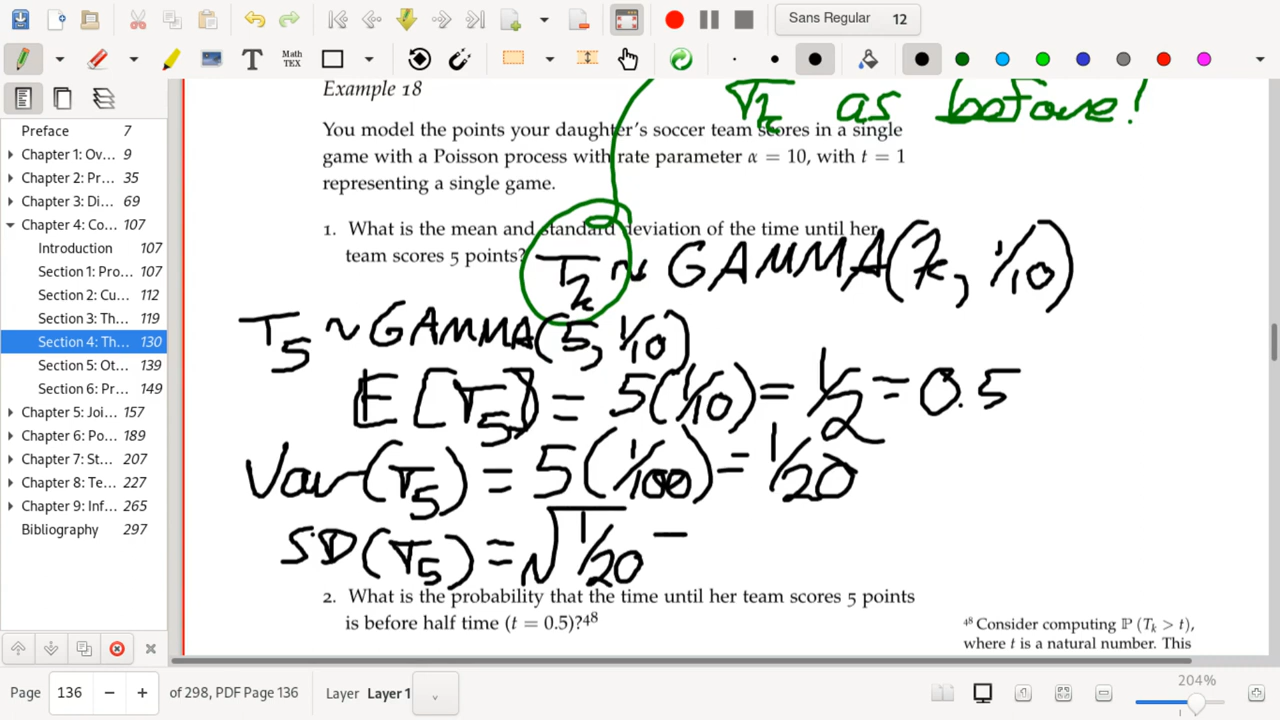 Sans Regular 12
Math
TEX
Preface 7
Chapter 1: Ov... 9
Chapter 2: Pr... 35
Chapter 3: Di... 69
Chapter 4: Co... 107
Introduction 107
Section 1: Pro... 107
Section 2: Cu... 112
Section 3: Th... 119
Section 4: Th... 130
Section 5: Ot... 139
Section 6: Pr... 149
Chapter 5: Joi... 157
Chapter 6: Po... 189
Chapter 7: St... 207
Chapter 8: Te... 227
Chapter 9: Inf... 265
Bibliography 297
Example 18
T_k as before!
You model the points your daughter's soccer team scores in a single
game with a Poisson process with rate parameter α = 10, with t = 1
representing a single game.
1. What is the mean and standard deviation of the time until her
team scores 5 points?
T_k ~ GAMMA(k, 1/10)
T_5 ~ GAMMA(5, 1/10)
E[T_5] = 5(1/10) = 1/2 = 0.5
Var(T_5) = 5(1/100) = 1/20
SD(T_5) = √1/20 =
2. What is the probability that the time until her team scores 5 points
is before half time (t = 0.5)?⁴⁸
⁴⁸ Consider computing ℙ (T_k > t),
where t is a natural number. This
Page 136 of 298, PDF Page 136
Layer Layer 1
204%